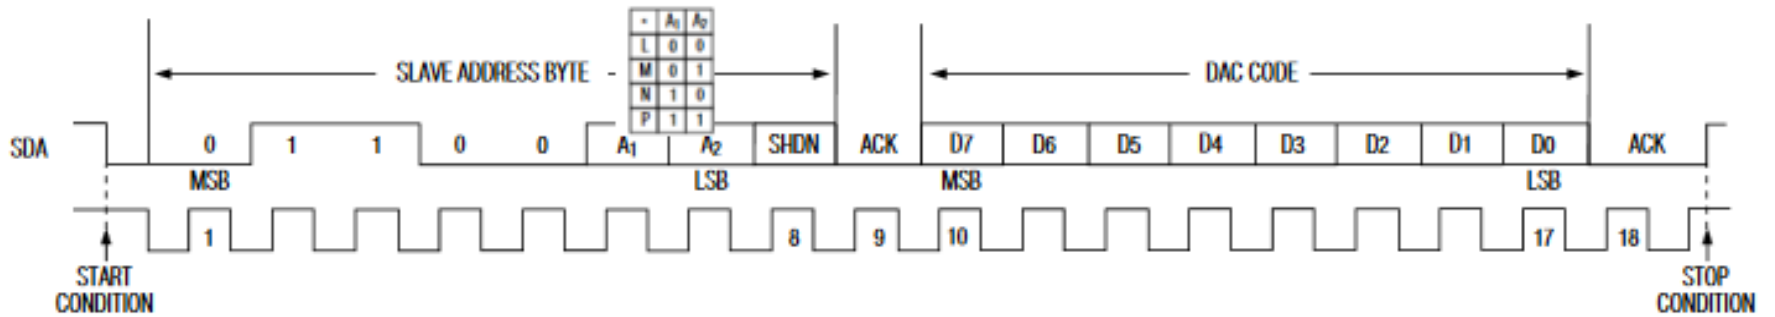 - A1 A2
L 0 0
M 0 1
N 1 0
P 1 1
SLAVE ADDRESS BYTE - DAC CODE
SDA 0 1 1 0 0 A1 A2 SHDN ACK D7 D6 D5 D4 D3 D2 D1 D0 ACK
MSB LSB MSB LSB
1 8 9 10 17 18
START CONDITION
STOP CONDITION